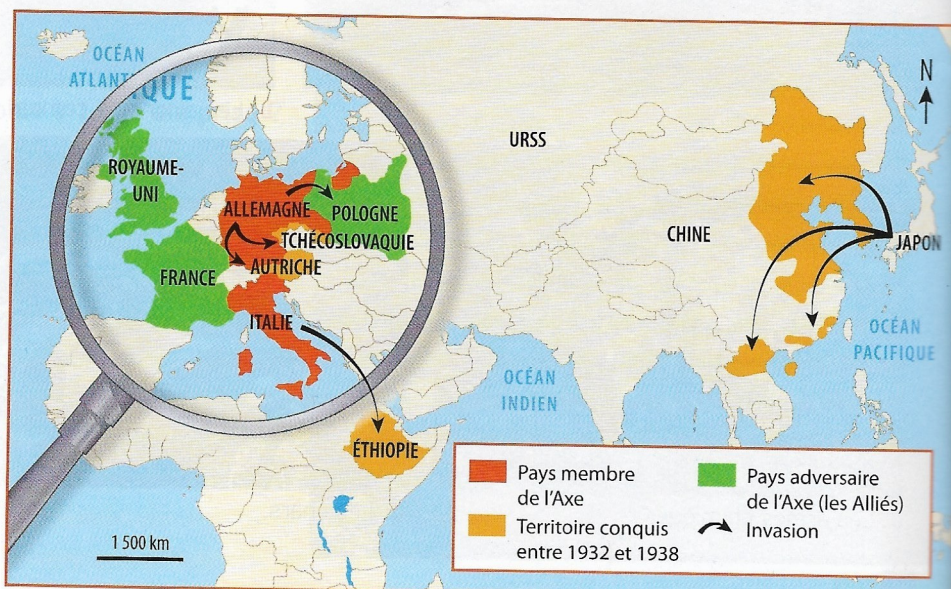 OCÉAN
ATLANTIQUE
ROYAUME-
UNI
ALLEMAGNE
POLOGNE
TCHÉCOSLOVAQUIE
FRANCE
AUTRICHE
ITALIE
ÉTHIOPIE
1 500 km
URSS
CHINE
JAPON
N
OCÉAN
PACIFIQUE
OCÉAN
INDIEN
Pays membre
de l'Axe
Territoire conquis
entre 1932 et 1938
Pays adversaire
de l'Axe (les Alliés)
Invasion